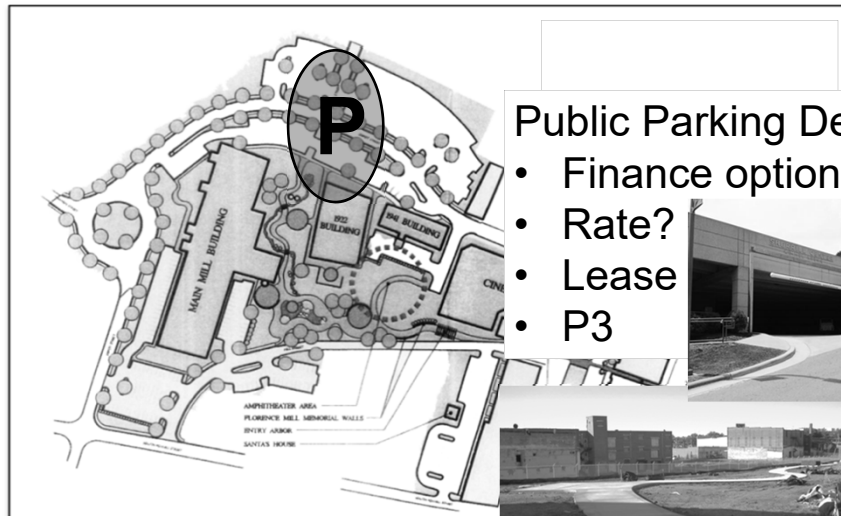 P
Public Parking De
• Finance option
• Rate?
• Lease
• P3
MAIN MILL BUILDING
1922
BUILDING
1941 BUILDING
CINE
AMPHITHEATER AREA
FLORENCE MILL MEMORIAL WALLS
ENTRY ARBOR
SANTA'S HOUSE